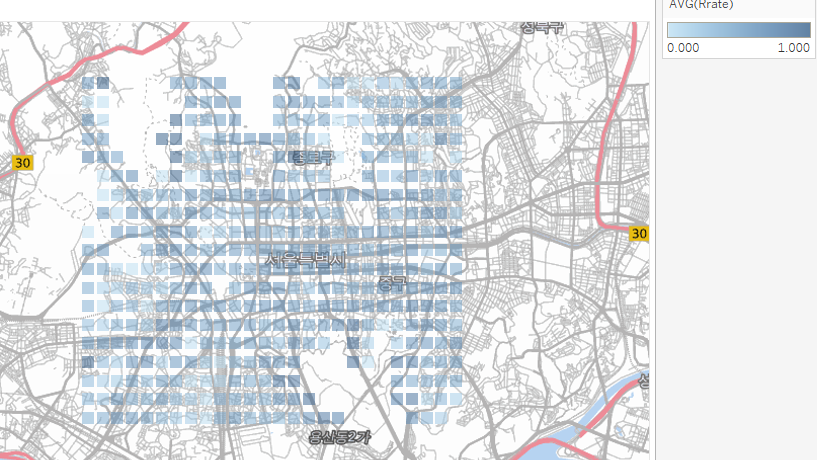 AVG(Rrate)
0.000 1.000
성북구
30
종로구
30
서울특별시
중구
용산동2가